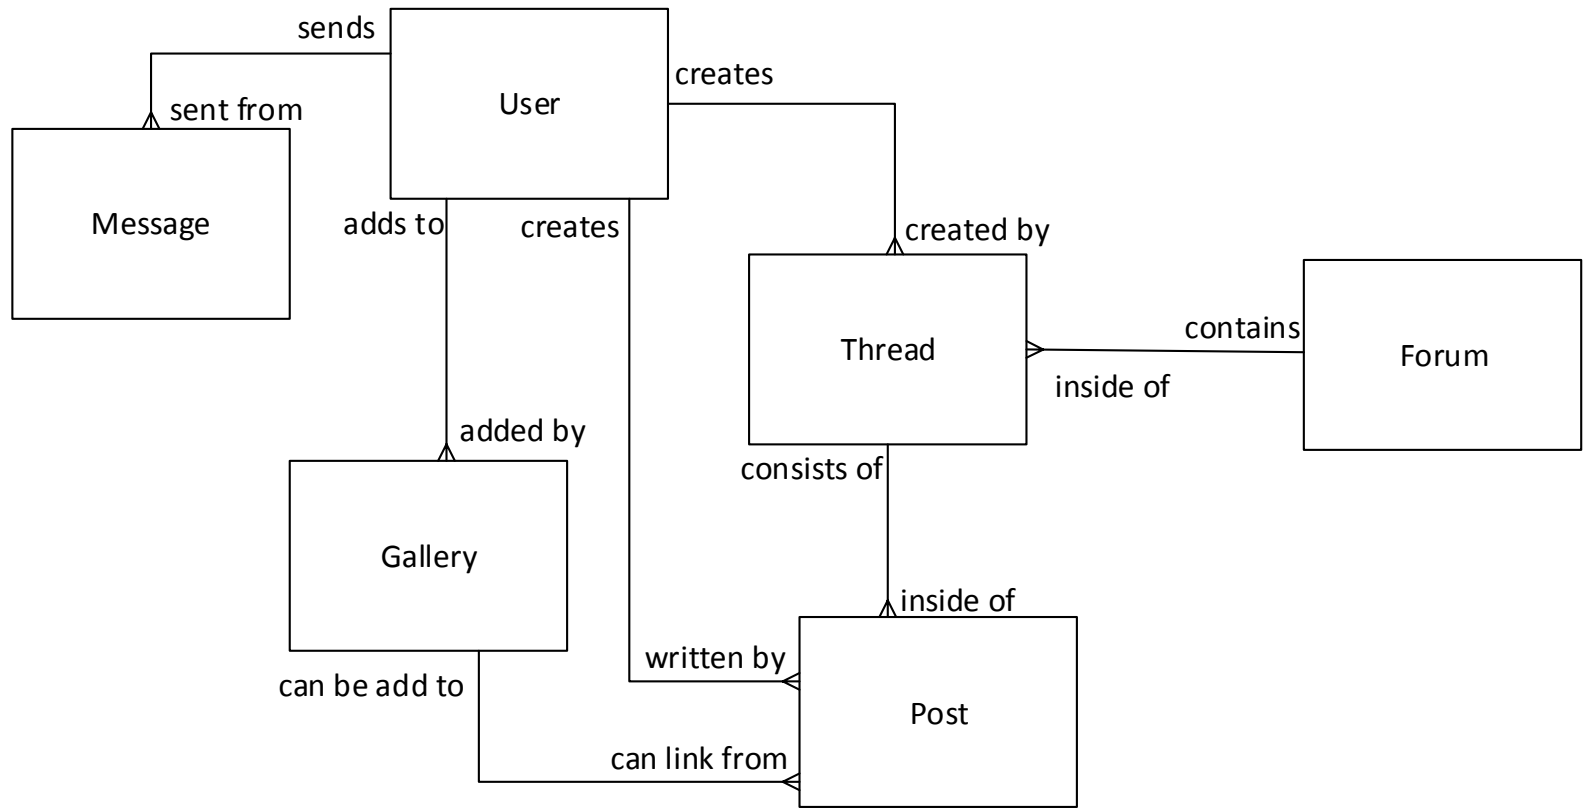 sends
User
creates
sent from
Message
adds to
creates
created by
Thread
contains
Forum
inside of
added by
consists of
Gallery
inside of
written by
can be add to
Post
can link from